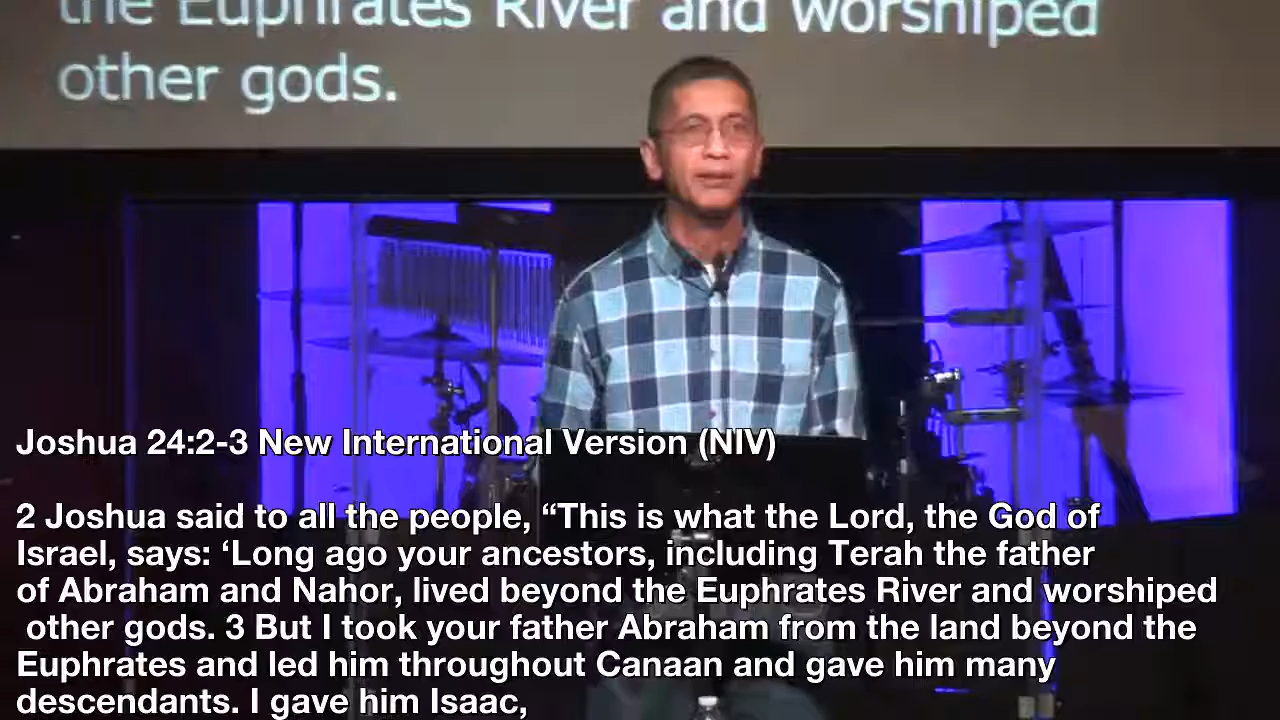 the Euphrates River and worshiped
other gods.
Joshua 24:2-3 New International Version (NIV)
2 Joshua said to all the people, “This is what the Lord, the God of
Israel, says: ‘Long ago your ancestors, including Terah the father
of Abraham and Nahor, lived beyond the Euphrates River and worshiped
other gods. 3 But I took your father Abraham from the land beyond the
Euphrates and led him throughout Canaan and gave him many
descendants. I gave him Isaac,